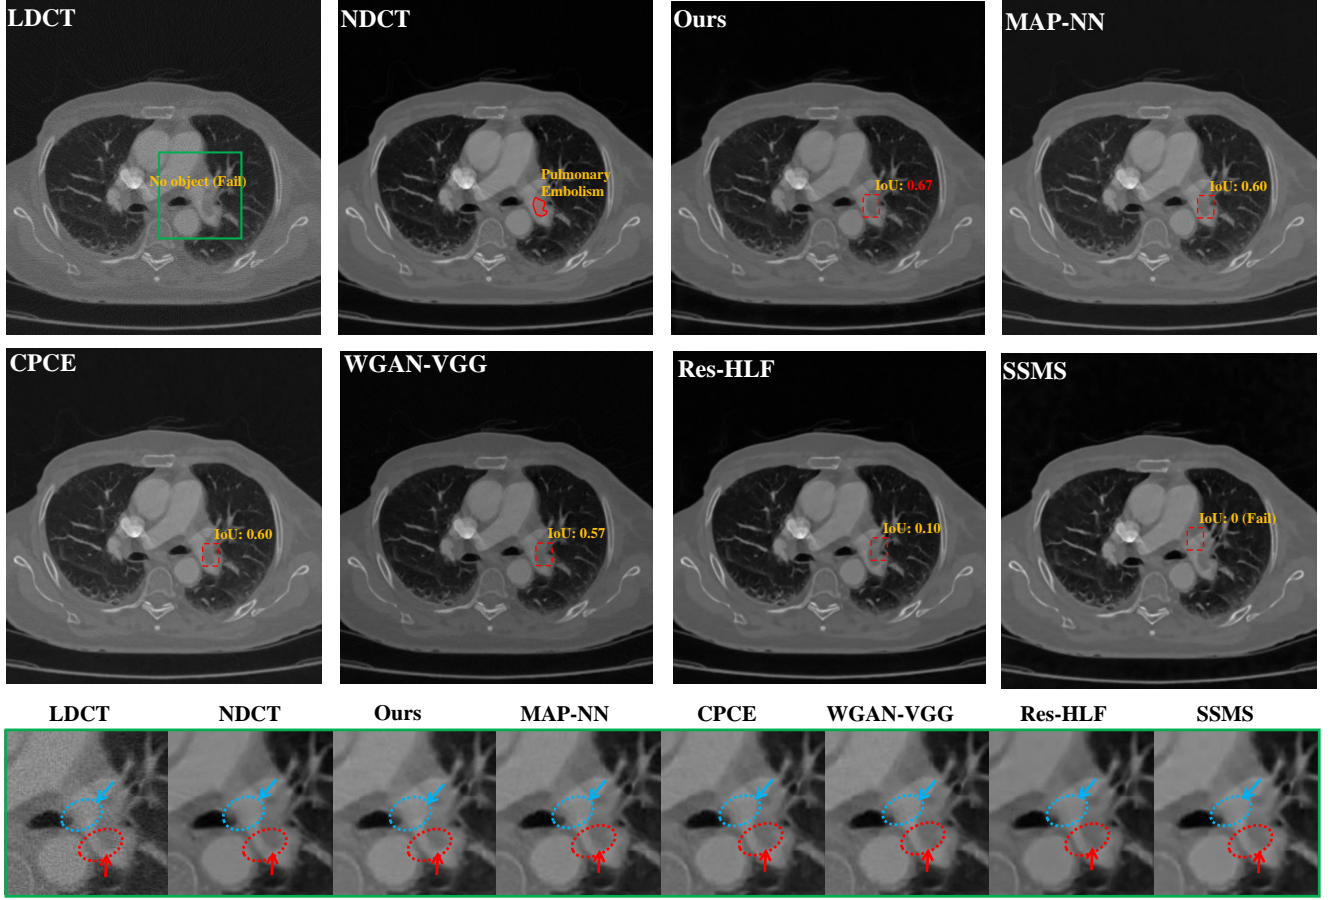 LDCT
NDCT
Ours
MAP-NN
No object (Fail)
Pulmonary
Embolism
IoU: 0.67
IoU: 0.60
CPCE
WGAN-VGG
Res-HLF
SSMS
IoU: 0.60
IoU: 0.57
IoU: 0.10
IoU: 0 (Fail)
LDCT
NDCT
Ours
MAP-NN
CPCE
WGAN-VGG
Res-HLF
SSMS